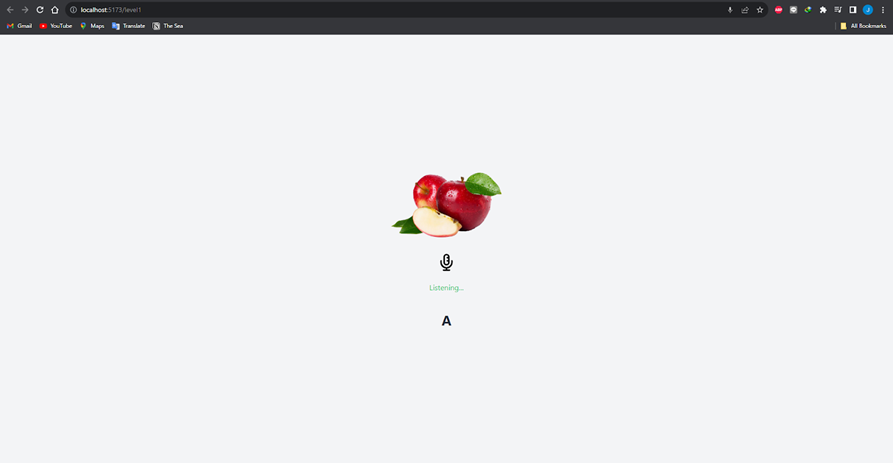 localhost:5173/level1
Gmail YouTube Maps Translate The Sea All Bookmarks
Listening...
A